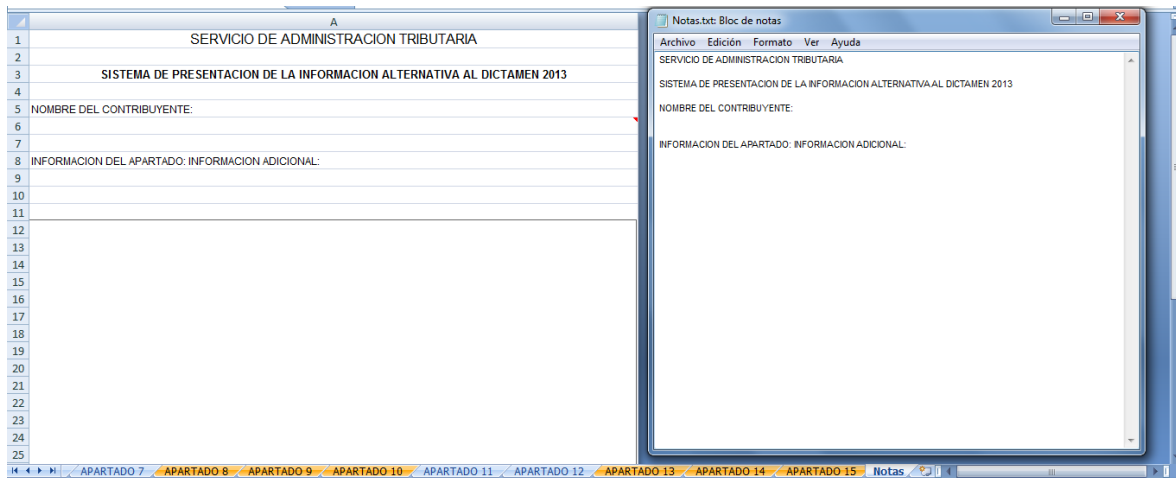 A
1 SERVICIO DE ADMINISTRACION TRIBUTARIA
2
3 SISTEMA DE PRESENTACION DE LA INFORMACION ALTERNATIVA AL DICTAMEN 2013
4
5 NOMBRE DEL CONTRIBUYENTE:
6
7
8 INFORMACION DEL APARTADO: INFORMACION ADICIONAL:
9
10
11
12
13
14
15
16
17
18
19
20
21
22
23
24
25
APARTADO 7 APARTADO 8 APARTADO 9 APARTADO 10 APARTADO 11 APARTADO 12 APARTADO 13 APARTADO 14 APARTADO 15 Notas
Notas.txt: Bloc de notas
Archivo Edición Formato Ver Ayuda
SERVICIO DE ADMINISTRACION TRIBUTARIA
SISTEMA DE PRESENTACION DE LA INFORMACION ALTERNATIVA AL DICTAMEN 2013
NOMBRE DEL CONTRIBUYENTE:
INFORMACION DEL APARTADO: INFORMACION ADICIONAL: